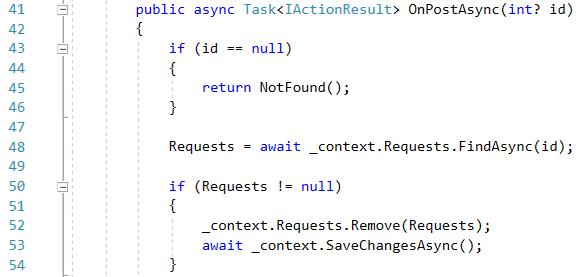 41 public async Task<IActionResult> OnPostAsync(int? id)
42 {
43 if (id == null)
44 {
45 return NotFound();
46 }
47
48 Requests = await _context.Requests.FindAsync(id);
49
50 if (Requests != null)
51 {
52 _context.Requests.Remove(Requests);
53 await _context.SaveChangesAsync();
54 }